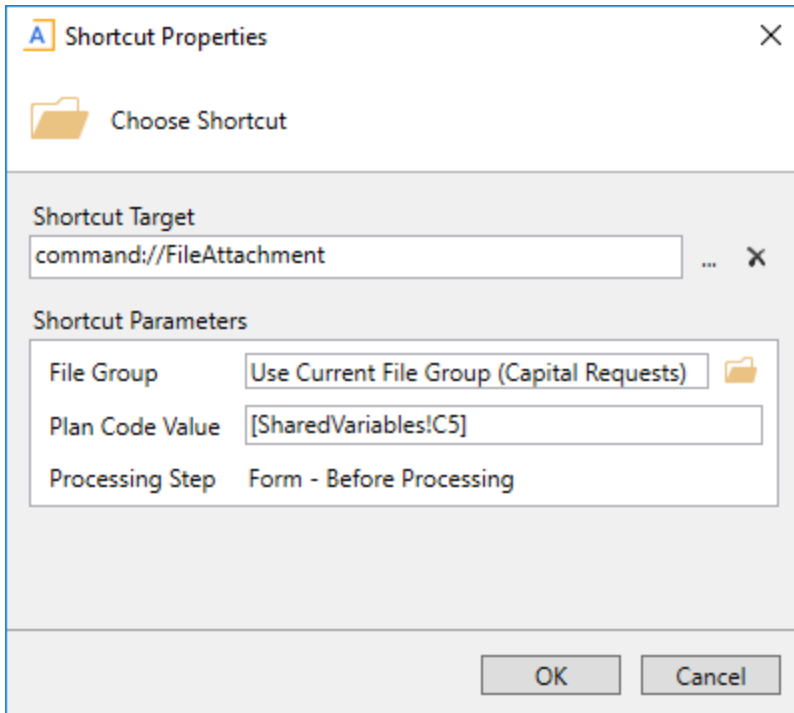 A Shortcut Properties
Choose Shortcut
Shortcut Target
command://FileAttachment
...
Shortcut Parameters
File Group Use Current File Group (Capital Requests)
Plan Code Value [SharedVariables!C5]
Processing Step Form - Before Processing
OK Cancel